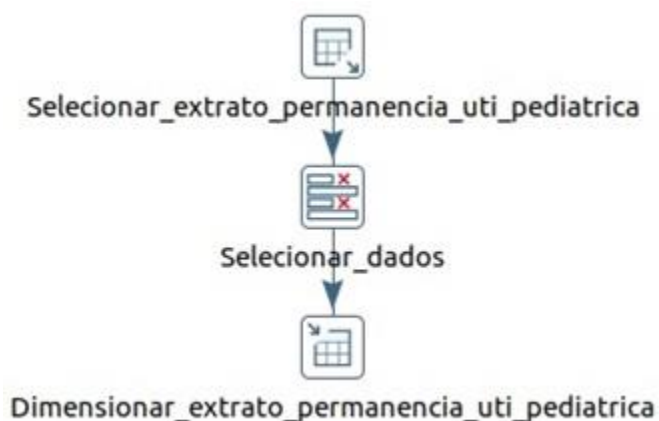 Selecionar_extrato_permanencia_uti_pediatrica
Selecionar_dados
Dimensionar_extrato_permanencia_uti_pediatrica